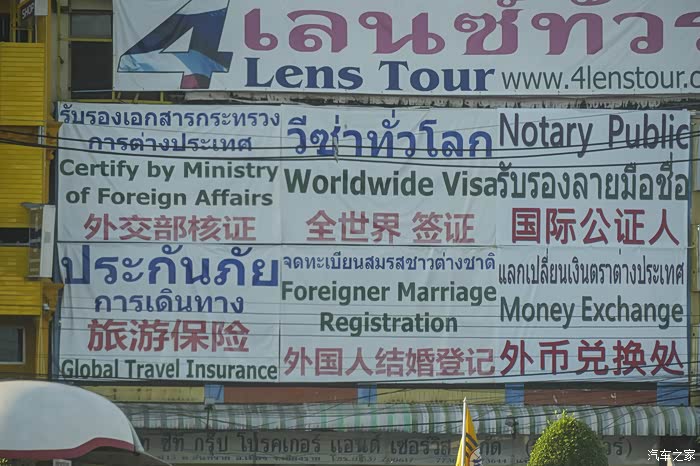 4 เลนซ์ทัวร
Lens Tour www.4lenstour.c
รับรองเอกสารกระทรวง
การต่างประเทศ
Certify by Ministry
of Foreign Affairs
外交部核证
วีซ่าทั่วโลก
Worldwide Visa
全世界 签证
Notary Public
รับรองลายมือชื่อ
国际公证人
ประกันภัย
การเดินทาง
旅游保险
Global Travel Insurance
จดทะเบียนสมรสชาวต่างชาติ
Foreigner Marriage
Registration
外国人结婚登记
แลกเปลี่ยนเงินตราต่างประเทศ
Money Exchange
外币兑换处
汽车之家